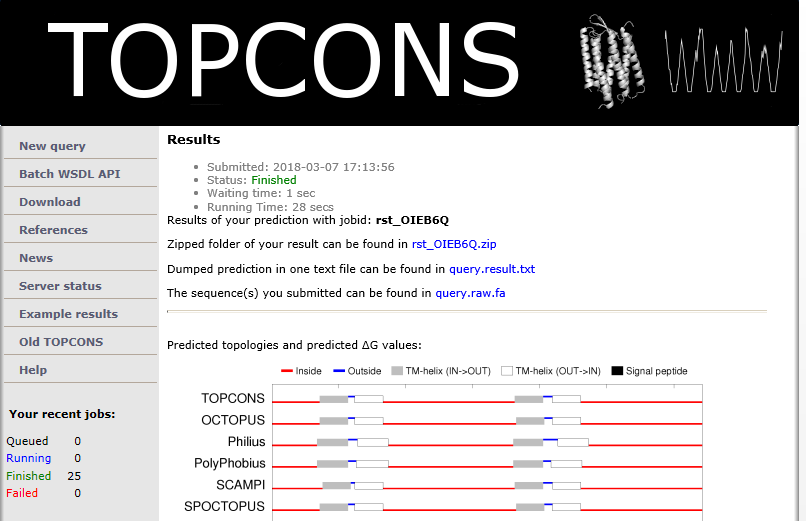 TOPCONS
New query
Batch WSDL API
Download
References
News
Server status
Example results
Old TOPCONS
Help
Your recent jobs:
Queued 0
Running 0
Finished 25
Failed 0
Results
Submitted: 2018-03-07 17:13:56
Status: Finished
Waiting time: 1 sec
Running Time: 28 secs
Results of your prediction with jobid: rst_OIEB6Q
Zipped folder of your result can be found in rst_OIEB6Q.zip
Dumped prediction in one text file can be found in query.result.txt
The sequence(s) you submitted can be found in query.raw.fa
Predicted topologies and predicted ΔG values:
Inside Outside TM-helix (IN->OUT) TM-helix (OUT->IN) Signal peptide
TOPCONS
OCTOPUS
Philius
PolyPhobius
SCAMPI
SPOCTOPUS